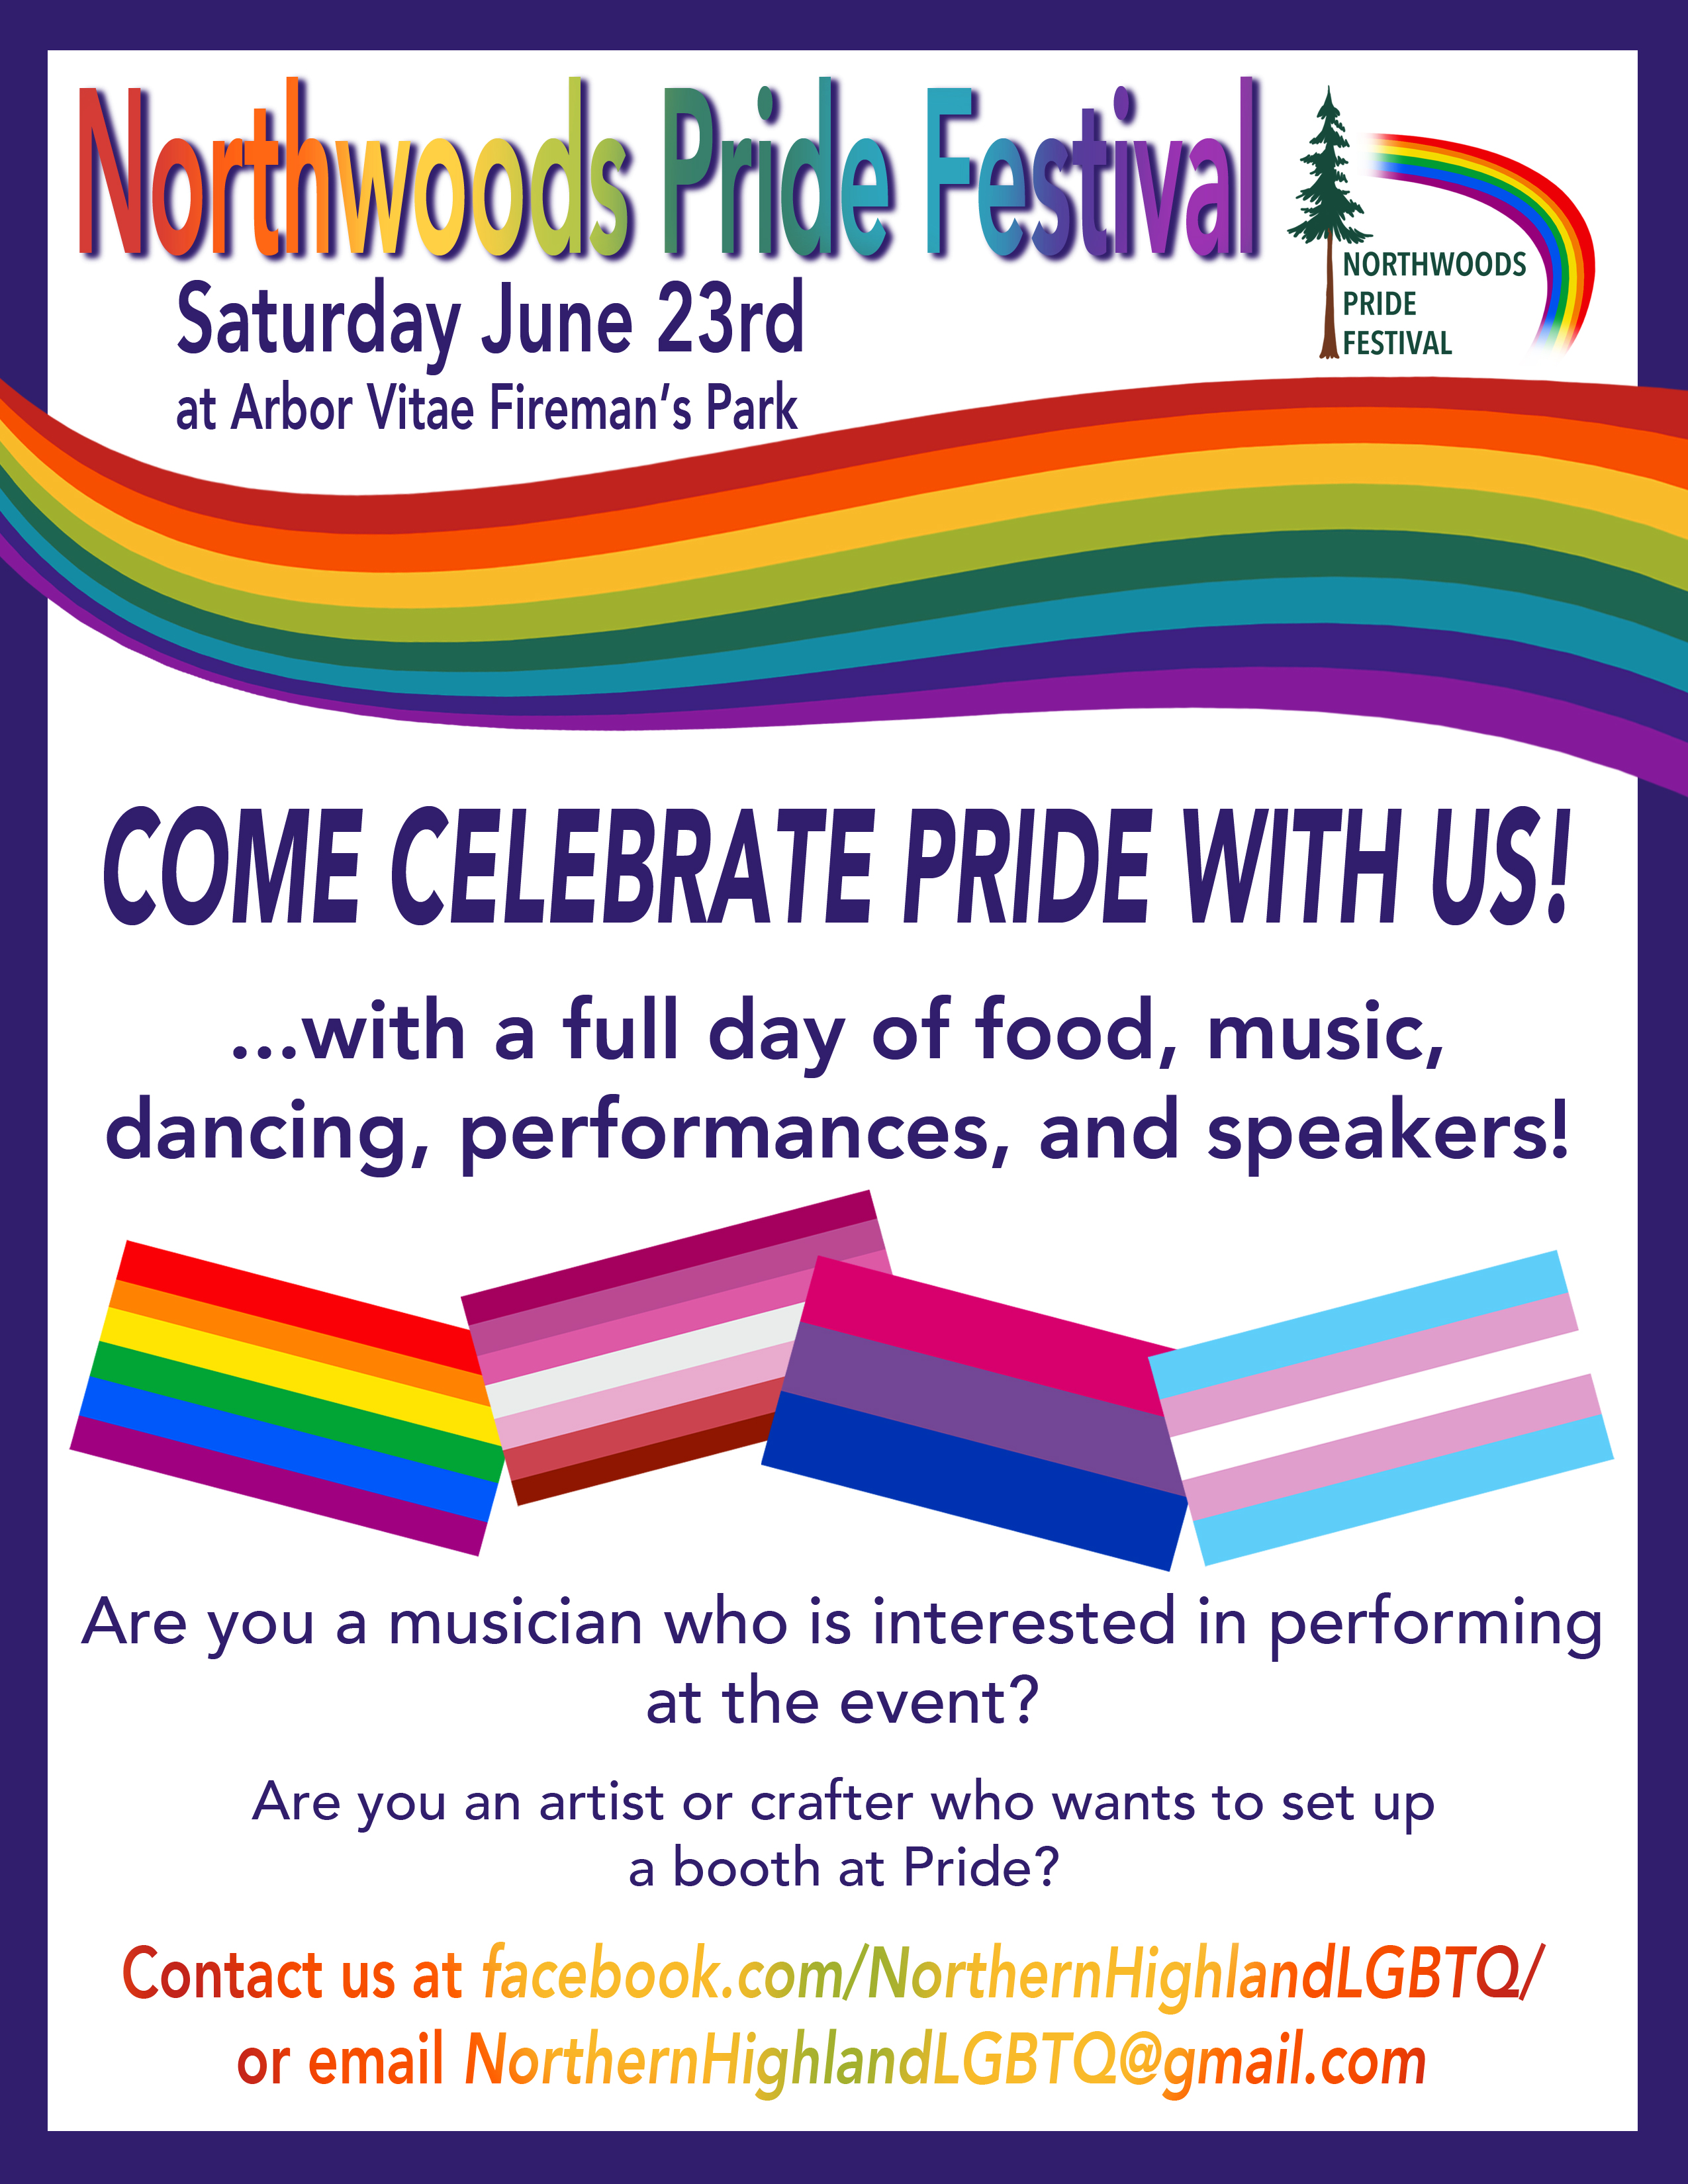 Northwoods Pride Festival
Saturday June 23rd
at Arbor Vitae Fireman’s Park
NORTHWOODS
PRIDE
FESTIVAL
COME CELEBRATE PRIDE WITH US!
...with a full day of food, music,
dancing, performances, and speakers!
Are you a musician who is interested in performing
at the event?
Are you an artist or crafter who wants to set up
a booth at Pride?
Contact us at facebook.com/NorthernHighlandLGBTQ/
or email NorthernHighlandLGBTQ@gmail.com